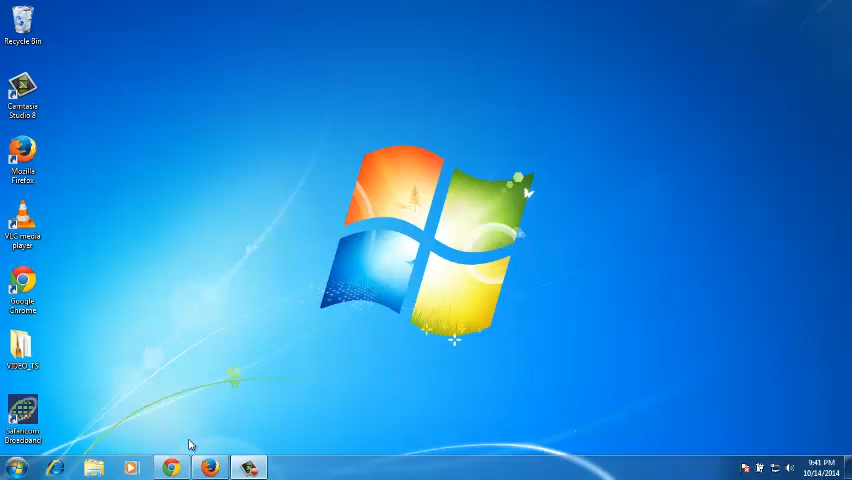 Recycle Bin
Camtasia
Studio 8
Mozilla
Firefox
VLC media
player
Google
Chrome
VIDEO_TS
Safaricom
Broadband
9:41 PM
10/14/2014